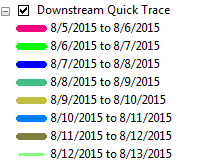 Downstream Quick Trace
8/5/2015 to 8/6/2015
8/6/2015 to 8/7/2015
8/7/2015 to 8/8/2015
8/8/2015 to 8/9/2015
8/9/2015 to 8/10/2015
8/10/2015 to 8/11/2015
8/11/2015 to 8/12/2015
8/12/2015 to 8/13/2015